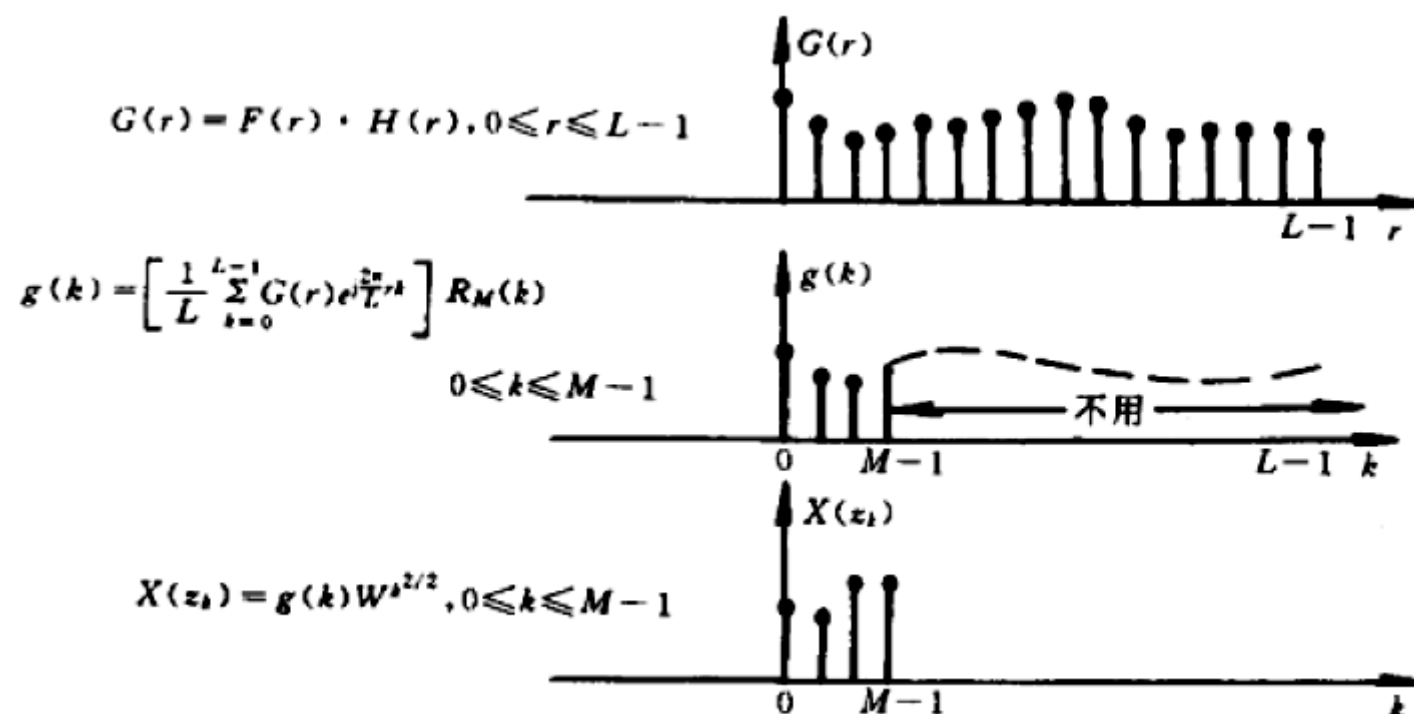 G(r)
G(r) = F(r) · H(r), 0 ≤ r ≤ L − 1
L − 1 r
g(k) = [ 1/L Σ_{k=0}^{L−1} G(r) e^{j 2π/L rk} ] R_M(k)
g(k)
0 ≤ k ≤ M − 1
不用
0 M − 1 L − 1 k
X(z_k)
X(z_k) = g(k) W^{k^{2/2}}, 0 ≤ k ≤ M − 1
0 M − 1 k